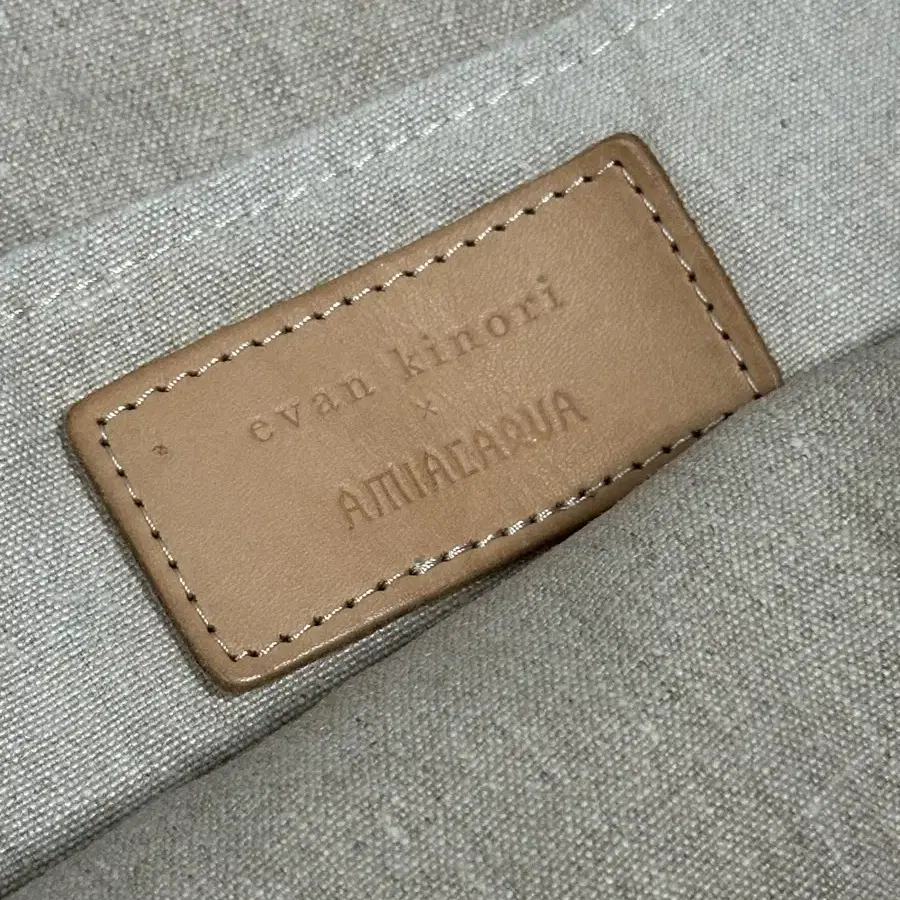 evan kinori
×
AMIACALVA